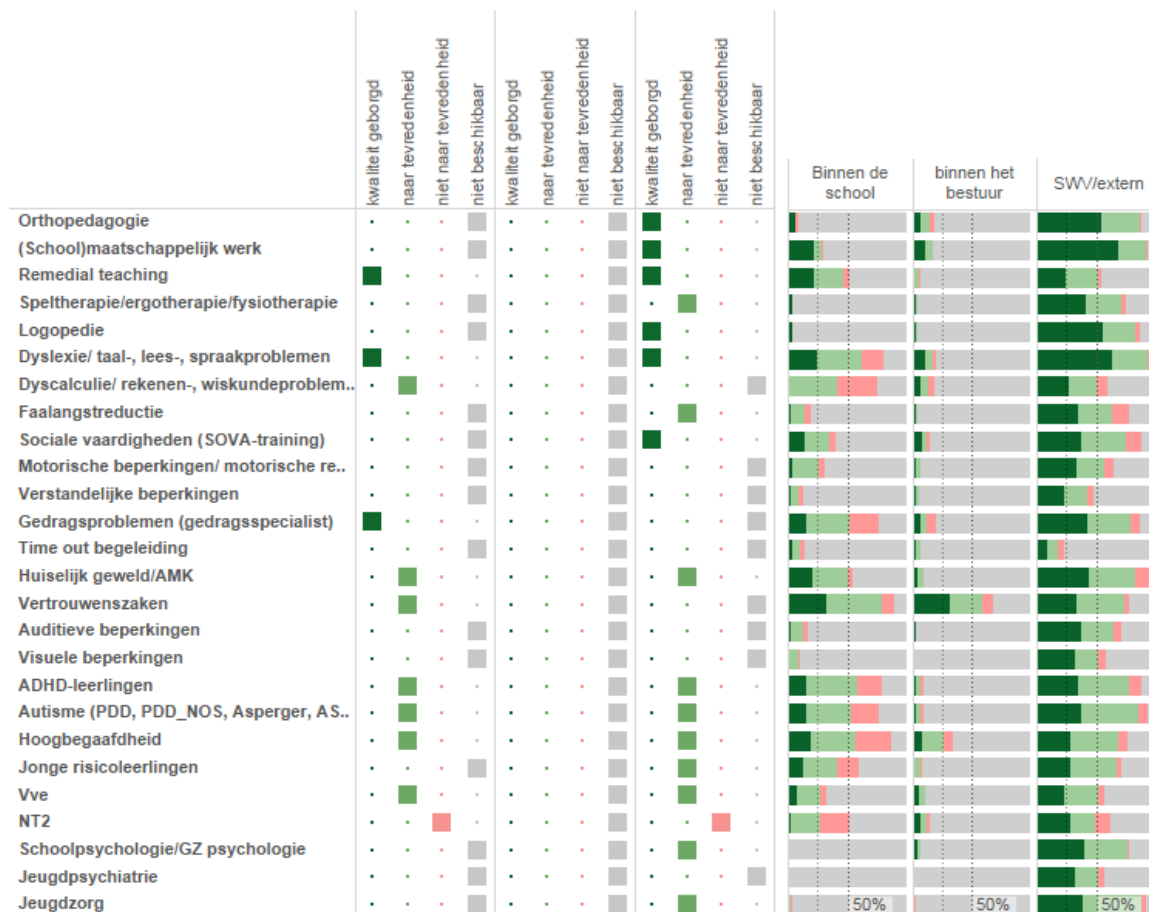 kwaliteit geborgd
naar tevredenheid
niet naar tevredenheid
niet beschikbaar
kwaliteit geborgd
naar tevredenheid
niet naar tevredenheid
niet beschikbaar
kwaliteit geborgd
naar tevredenheid
niet naar tevredenheid
niet beschikbaar
Binnen de
school
binnen het
bestuur
SWV/extern
Orthopedagogie
(School)maatschappelijk werk
Remedial teaching
Speltherapie/ergotherapie/fysiotherapie
Logopedie
Dyslexie/ taal-, lees-, spraakproblemen
Dyscalculie/ rekenen-, wiskundeproblem..
Faalangstreductie
Sociale vaardigheden (SOVA-training)
Motorische beperkingen/ motorische re..
Verstandelijke beperkingen
Gedragsproblemen (gedragsspecialist)
Time out begeleiding
Huiselijk geweld/AMK
Vertrouwenszaken
Auditieve beperkingen
Visuele beperkingen
ADHD-leerlingen
Autisme (PDD, PDD_NOS, Asperger, AS..
Hoogbegaafdheid
Jonge risicoleerlingen
Vve
NT2
Schoolpsychologie/GZ psychologie
Jeugdpsychiatrie
Jeugdzorg
50%
50%
50%